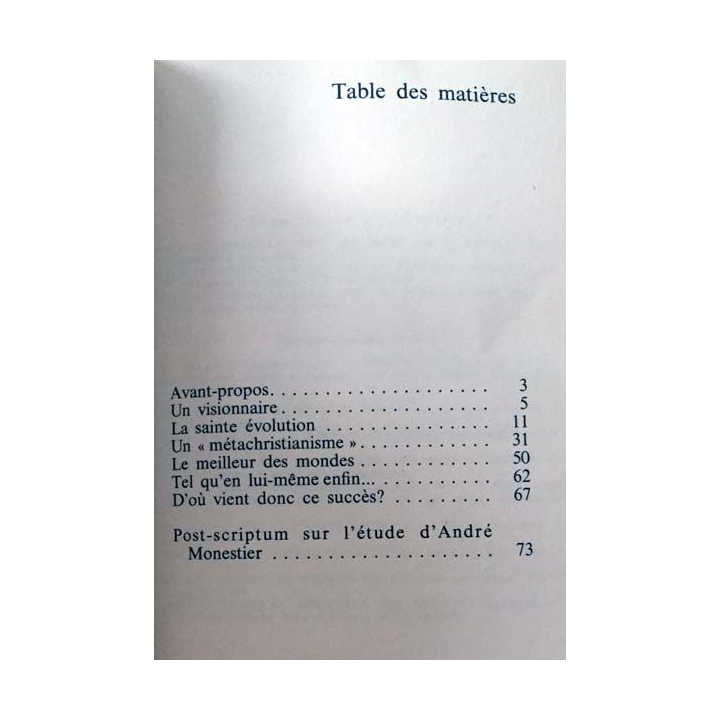 Table des matières
Avant-propos. . . . . . . . . . . . . . . . . . . . . 3
Un visionnaire . . . . . . . . . . . . . . . . . . . . 5
La sainte évolution . . . . . . . . . . . . . . . . . 11
Un « métachristianisme » . . . . . . . . . . . . . . 31
Le meilleur des mondes . . . . . . . . . . . . . . 50
Tel qu'en lui-même enfin... . . . . . . . . . . . . 62
D'où vient donc ce succès? . . . . . . . . . . . 67
Post-scriptum sur l'étude d'André
Monestier . . . . . . . . . . . . . . . . . . . . 73